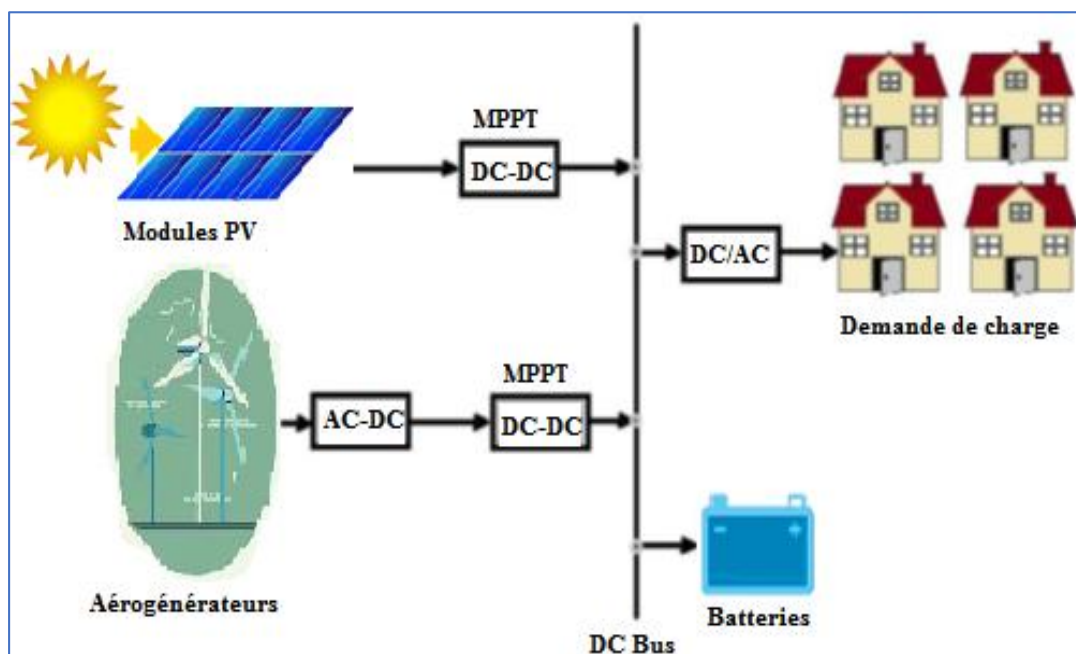 MPPT
DC-DC
Modules PV
DC/AC
Demande de charge
MPPT
AC-DC
DC-DC
Aérogénérateurs
Batteries
DC Bus